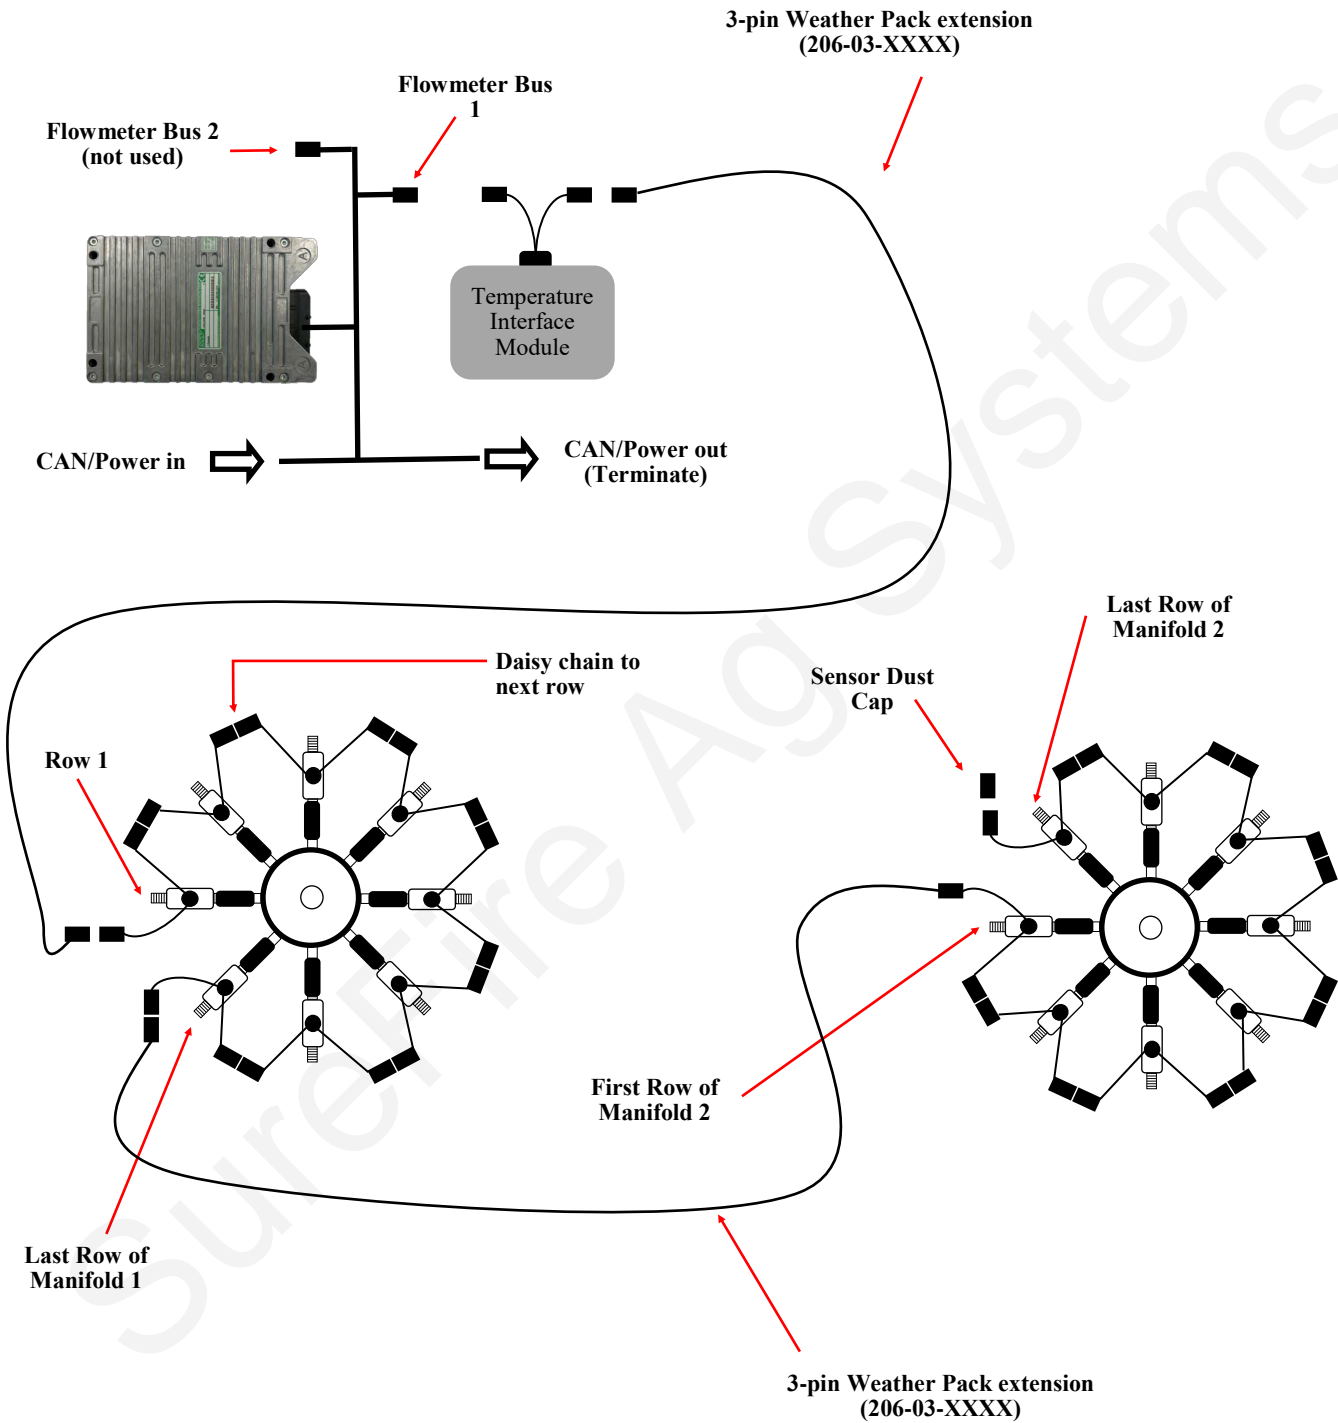 3-pin Weather Pack extension
(206-03-XXXX)
Flowmeter Bus
1
Flowmeter Bus 2
(not used)
Temperature
Interface
Module
CAN/Power in
CAN/Power out
(Terminate)
Last Row of
Manifold 2
Daisy chain to
next row
Sensor Dust
Cap
Row 1
First Row of
Manifold 2
Last Row of
Manifold 1
3-pin Weather Pack extension
(206-03-XXXX)
SureFire Ag Systems